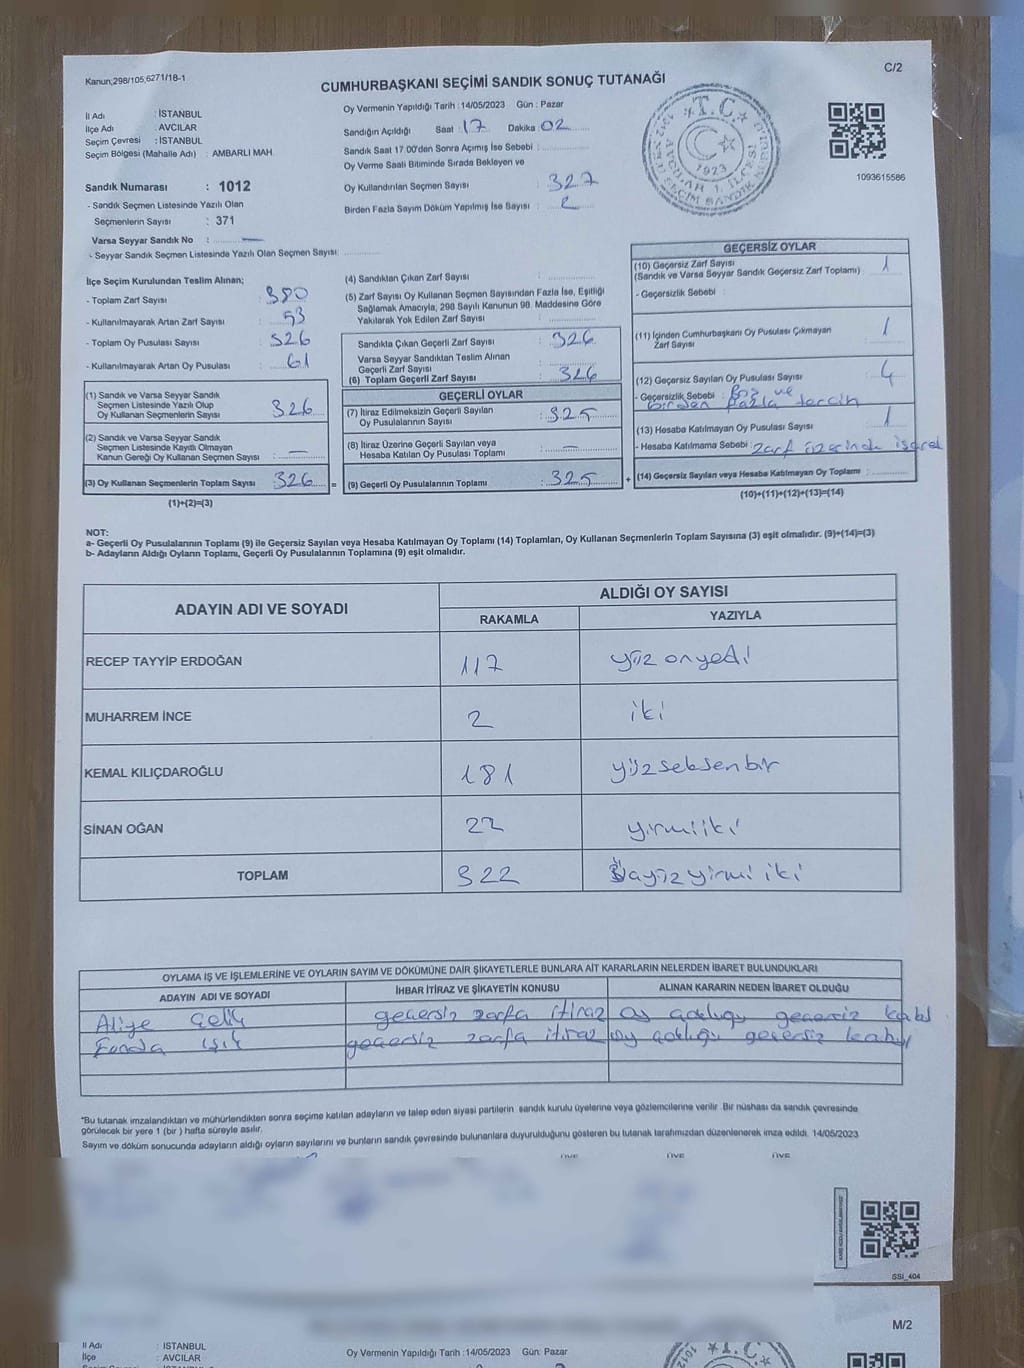 Kanun;298/105,6271/18-1
C/2
CUMHURBAŞKANI SEÇİMİ SANDIK SONUÇ TUTANAĞI
İl Adı : İSTANBUL
İlçe Adı : AVCILAR
Seçim Çevresi : İSTANBUL
Seçim Bölgesi (Mahalle Adı) : AMBARLI MAH.
Sandık Numarası : 1012
- Sandık Seçmen Listesinde Yazılı Olan
Seçmenlerin Sayısı : 371
Varsa Seyyar Sandık No : —
- Seyyar Sandık Seçmen Listesinde Yazılı Olan Seçmen Sayısı
Oy Vermenin Yapıldığı Tarih :14/05/2023 Gün : Pazar
Sandığın Açıldığı Saat : 17 Dakika 02
Sandık Saat 17.00'den Sonra Açımış İse Sebebi :
Oy Verme Saati Bitiminde Sırada Bekleyen ve
Oy Kullandırılan Seçmen Sayısı : 327
Birden Fazla Sayım Döküm Yapılmış İse Sayısı : 2
T.C.
1923
1093615586
İlçe Seçim Kurulundan Teslim Alınan;
- Toplam Zarf Sayısı : 380
- Kullanılmayarak Artan Zarf Sayısı : 53
- Toplam Oy Pusulası Sayısı : 326
- Kullanılmayarak Artan Oy Pusulası : 61
(1) Sandık ve Varsa Seyyar Sandık
Seçmen Listesinde Yazılı Olup
Oy Kullanan Seçmenlerin Sayısı : 326
(2) Sandık ve Varsa Seyyar Sandık
Seçmen Listesinde Kayıtlı Olmayan
Kanun Gereği Oy Kullanan Seçmen Sayısı : —
(3) Oy Kullanan Seçmenlerin Toplam Sayısı : 326 =
(1)+(2)=(3)
(4) Sandıktan Çıkan Zarf Sayısı :
(5) Zarf Sayısı Oy Kullanan Seçmen Sayısından Fazla İse, Eşitliği
Sağlamak Amacıyla, 298 Sayılı Kanunun 98. Maddesine Göre
Yakılarak Yok Edilen Zarf Sayısı :
Sandıkta Çıkan Geçerli Zarf Sayısı : 326
Varsa Seyyar Sandıktan Teslim Alınan
Geçerli Zarf Sayısı :
(6) Toplam Geçerli Zarf Sayısı : 326
GEÇERLİ OYLAR
(7) İtiraz Edilmeksizin Geçerli Sayılan
Oy Pusulalarının Sayısı : 325
(8) İtiraz Üzerine Geçerli Sayılan veya
Hesaba Katılan Oy Pusulası Toplamı : —
(9) Geçerli Oy Pusulalarının Toplamı : 325 +
GEÇERSİZ OYLAR
(10) Geçersiz Zarf Sayısı : 1
(Sandık ve Varsa Seyyar Sandık Geçersiz Zarf Toplamı)
- Geçersizlik Sebebi :
(11) İçinden Cumhurbaşkanı Oy Pusulası Çıkmayan : 1
Zarf Sayısı
(12) Geçersiz Sayılan Oy Pusulası Sayısı : 4
- Geçersizlik Sebebi : Boş ve
birden fazla tercih
(13) Hesaba Katılmayan Oy Pusulası Sayısı : 1
- Hesaba Katılmama Sebebi : zarf üzerinde işaret
(14) Geçersiz Sayılan veya Hesaba Katılmayan Oy Toplamı :
(10)+(11)+(12)+(13)=(14)
NOT:
a- Geçerli Oy Pusulalarının Toplamı (9) ile Geçersiz Sayılan veya Hesaba Katılmayan Oy Toplamı (14) Toplamları, Oy Kullanan Seçmenlerin Toplam Sayısına (3) eşit olmalıdır. (9)+(14)=(3)
b- Adayların Aldığı Oyların Toplamı, Geçerli Oy Pusulalarının Toplamına (9) eşit olmalıdır.
ADAYIN ADI VE SOYADI
ALDIĞI OY SAYISI
RAKAMLA YAZIYLA
RECEP TAYYİP ERDOĞAN 117 yüz onyedi
MUHARREM İNCE 2 iki
KEMAL KILIÇDAROĞLU 181 yüzseksenbir
SİNAN OĞAN 22 yirmiiki
TOPLAM 322 üçyüzyirmi iki
OYLAMA İŞ VE İŞLEMLERİNE VE OYLARIN SAYIM VE DÖKÜMÜNE DAİR ŞİKAYETLERLE BUNLARA AİT KARARLARIN NELERDEN İBARET BULUNDUKLARI
ADAYIN ADI VE SOYADI İHBAR İTİRAZ VE ŞİKAYETİN KONUSU ALINAN KARARIN NEDEN İBARET OLDUĞU
Aliye Çelik geçersiz zarfa itiraz oy çokluğu geçersiz kabul
Fonda Işık geçersiz zarfa itiraz oy çokluğu geçersiz kabul
*Bu tutanak imzalandıktan ve mühürlendikten sonra seçime katılan adayların ve talep eden siyasi partilerin sandık kurulu üyelerine veya gözlemcilerine verilir. Bir nüshası da sandık çevresinde
görülecek bir yere 1 (bir ) hafta süreyle asılır.
Sayım ve döküm sonucunda adayların aldığı oyların sayılarını ve bunların sandık çevresinde bulunanlara duyurulduğunu gösteren bu tutanak tarafımızdan düzenlenerek imza edildi. 14/05/2023
ÜYE ÜYE ÜYE
SSI_404
M/2
İl Adı : İSTANBUL
İlçe : AVCILAR
Oy Vermenin Yapıldığı Tarih :14/05/2023 Gün: Pazar